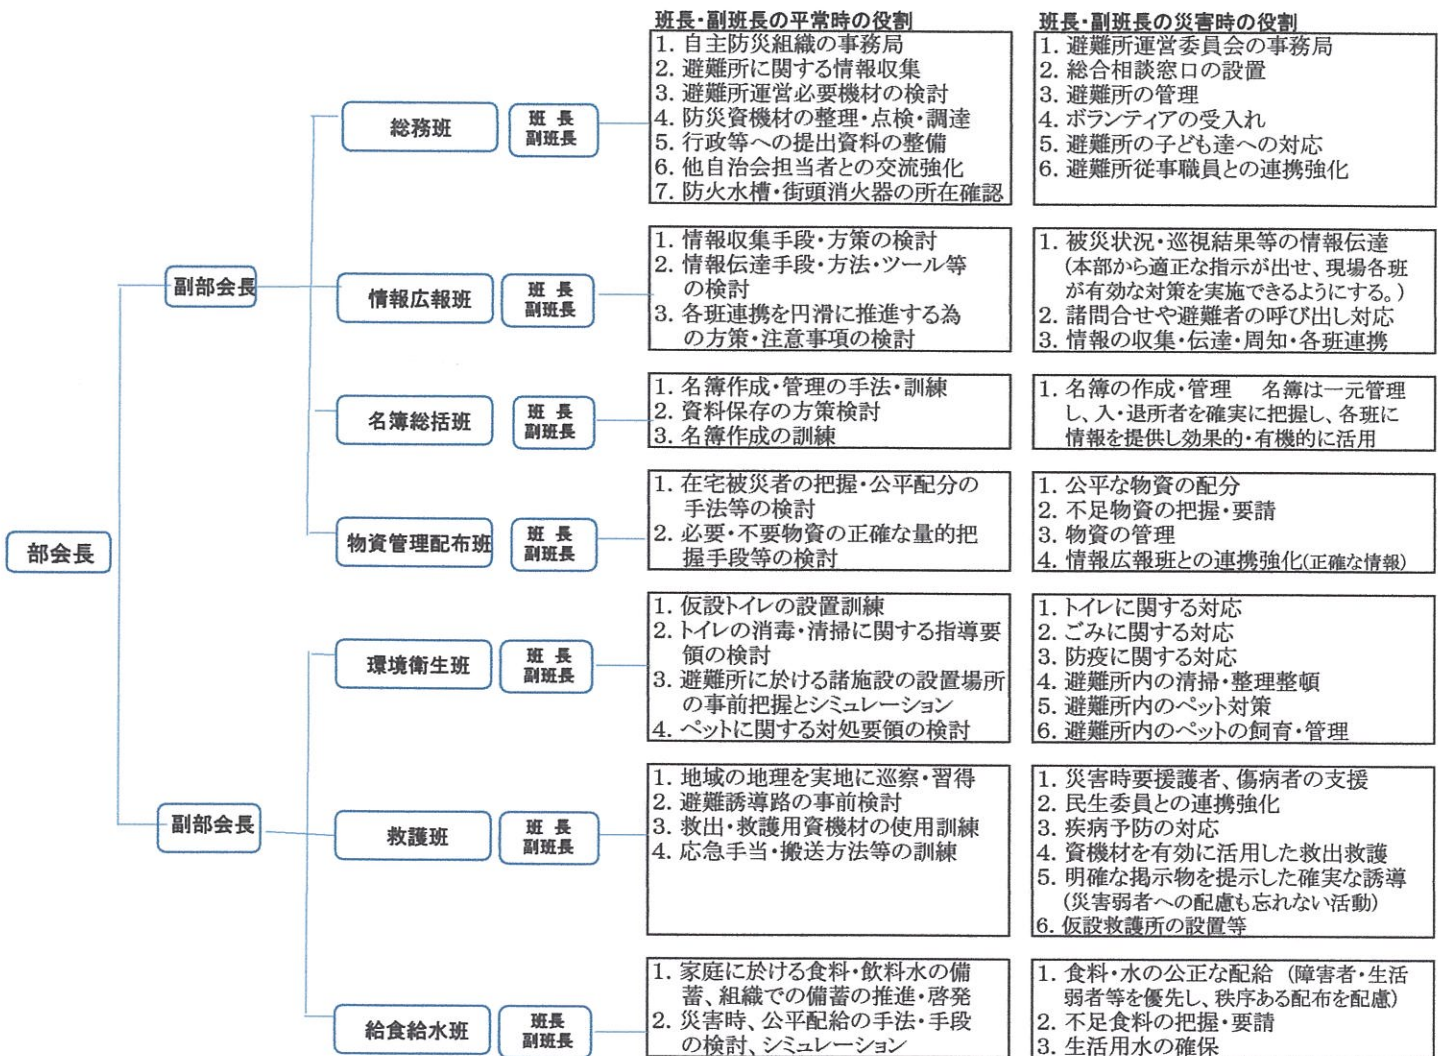 班長・副班長の平常時の役割
1. 自主防災組織の事務局
2. 避難所に関する情報収集
3. 避難所運営必要機材の検討
4. 防災資機材の整理・点検・調達
5. 行政等への提出資料の整備
6. 他自治会担当者との交流強化
7. 防火水槽・街頭消火器の所在確認
班長・副班長の災害時の役割
1. 避難所運営委員会の事務局
2. 総合相談窓口の設置
3. 避難所の管理
4. ボランティアの受入れ
5. 避難所の子ども達への対応
6. 避難所従事職員との連携強化
部会長
副部会長
総務班
班 長
副班長
情報広報班
班 長
副班長
1. 情報収集手段・方策の検討
2. 情報伝達手段・方法・ツール等
の検討
3. 各班連携を円滑に推進する為
の方策・注意事項の検討
1. 被災状況・巡視結果等の情報伝達
(本部から適正な指示が出せ、現場各班
が有効な対策を実施できるようにする。)
2. 諸問合せや避難者の呼び出し対応
3. 情報の収集・伝達・周知・各班連携
名簿総括班
班 長
副班長
1. 名簿作成・管理の手法・訓練
2. 資料保存の方策検討
3. 名簿作成の訓練
1. 名簿の作成・管理 名簿は一元管理
し、入・退所者を確実に把握し、各班に
情報を提供し効果的・有機的に活用
物資管理配布班
班 長
副班長
1. 在宅被災者の把握・公平配分の
手法等の検討
2. 必要・不要物資の正確な量的把
握手段等の検討
1. 公平な物資の配分
2. 不足物資の把握・要請
3. 物資の管理
4. 情報広報班との連携強化(正確な情報)
副部会長
環境衛生班
班 長
副班長
1. 仮設トイレの設置訓練
2. トイレの消毒・清掃に関する指導要
領の検討
3. 避難所に於ける諸施設の設置場所
の事前把握とシミュレーション
4. ペットに関する対処要領の検討
1. トイレに関する対応
2. ごみに関する対応
3. 防疫に関する対応
4. 避難所内の清掃・整理整頓
5. 避難所内のペット対策
6. 避難所内のペットの飼育・管理
救護班
班 長
副班長
1. 地域の地理を実地に巡察・習得
2. 避難誘導路の事前検討
3. 救出・救護用資機材の使用訓練
4. 応急手当・搬送方法等の訓練
1. 災害時要援護者、傷病者の支援
2. 民生委員との連携強化
3. 疾病予防の対応
4. 資機材を有効に活用した救出救護
5. 明確な掲示物を提示した確実な誘導
(災害弱者への配慮も忘れない活動)
6. 仮設救護所の設置等
給食給水班
班長
副班長
1. 家庭に於ける食料・飲料水の備
蓄、組織での備蓄の推進・啓発
2. 災害時、公平配給の手法・手段
の検討、シミュレーション
1. 食料・水の公正な配給 (障害者・生活
弱者等を優先し、秩序ある配布を配慮)
2. 不足食料の把握・要請
3. 生活用水の確保